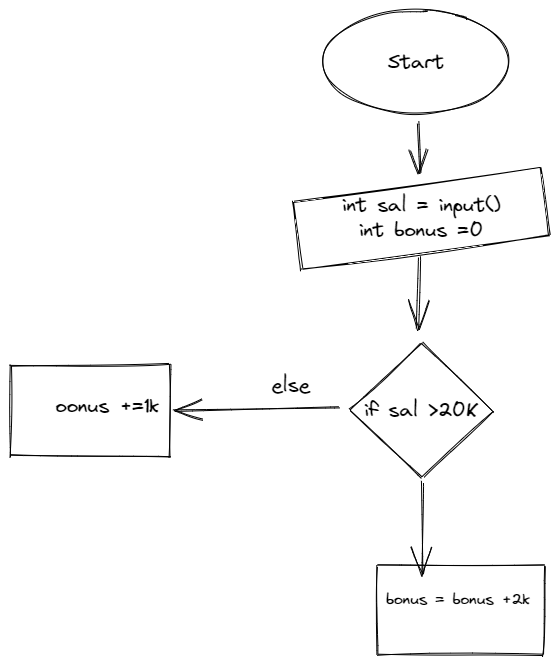 Start
int sal = input()
int bonus =0
if sal >20K
else
oonus +=1k
bonus = bonus +2k